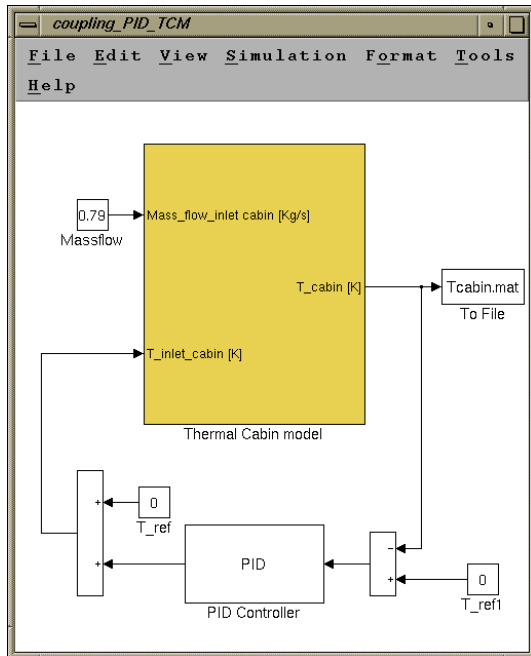 coupling_PID_TCM
File Edit View Simulation Format Tools
Help
0.79
Mass_flow_inlet cabin [Kg/s]
Massflow
T_cabin [K]
Tcabin.mat
To File
T_inlet_cabin [K]
Thermal Cabin model
+
0
T_ref
+
PID
-
+
0
PID Controller
T_ref1